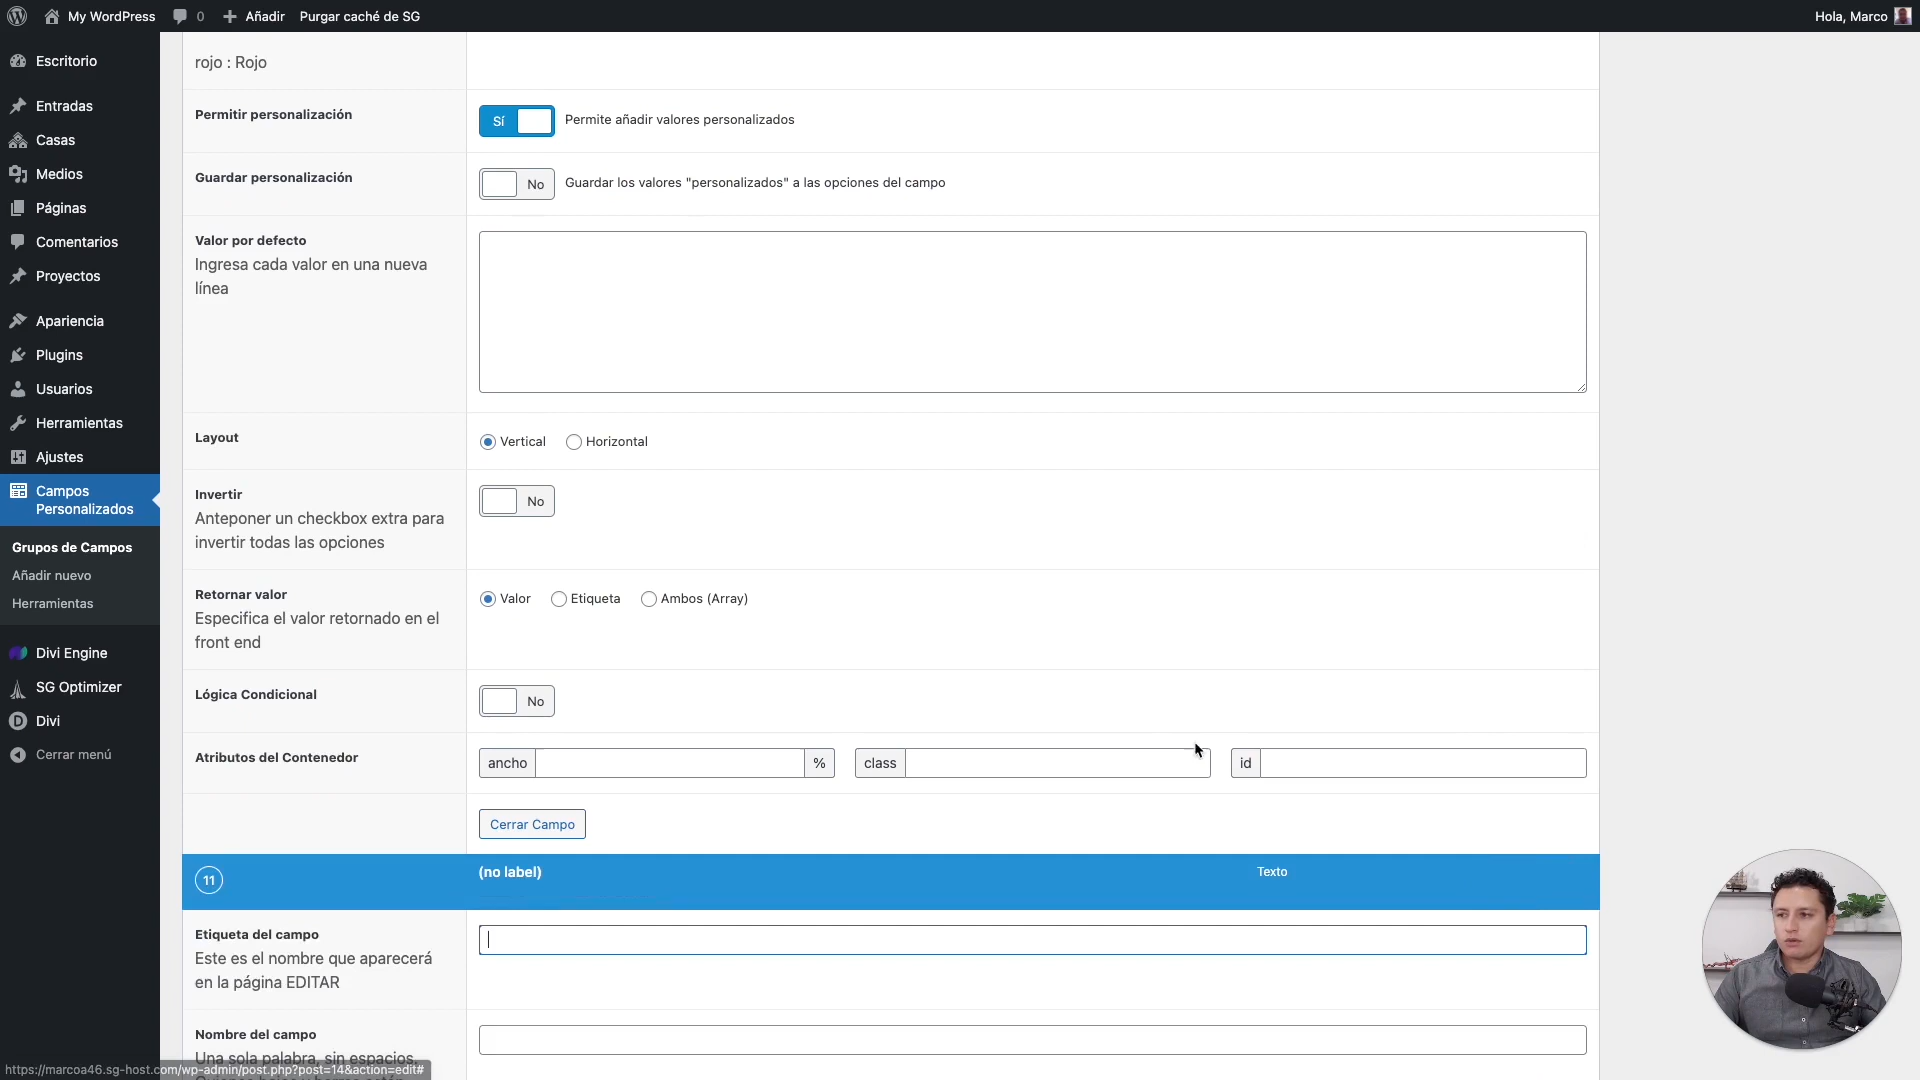 My WordPress
0
Añadir
Purgar caché de SG
Hola, Marco
Escritorio
Entradas
Casas
Medios
Páginas
Comentarios
Proyectos
Apariencia
Plugins
Usuarios
Herramientas
Ajustes
Campos
Personalizados
Grupos de Campos
Añadir nuevo
Herramientas
Divi Engine
SG Optimizer
Divi
Cerrar menú
rojo : Rojo
Permitir personalización
Sí
Permite añadir valores personalizados
Guardar personalización
No
Guardar los valores "personalizados" a las opciones del campo
Valor por defecto
Ingresa cada valor en una nueva
línea
Layout
Vertical
Horizontal
Invertir
Anteponer un checkbox extra para
invertir todas las opciones
No
Retornar valor
Especifica el valor retornado en el
front end
Valor
Etiqueta
Ambos (Array)
Lógica Condicional
No
Atributos del Contenedor
ancho
%
class
id
Cerrar Campo
11
(no label)
Texto
Etiqueta del campo
Este es el nombre que aparecerá
en la página EDITAR
Nombre del campo
Una sola palabra, sin espacios.
https://marcoa46.sg-host.com/wp-admin/post.php?post=14&action=edit#